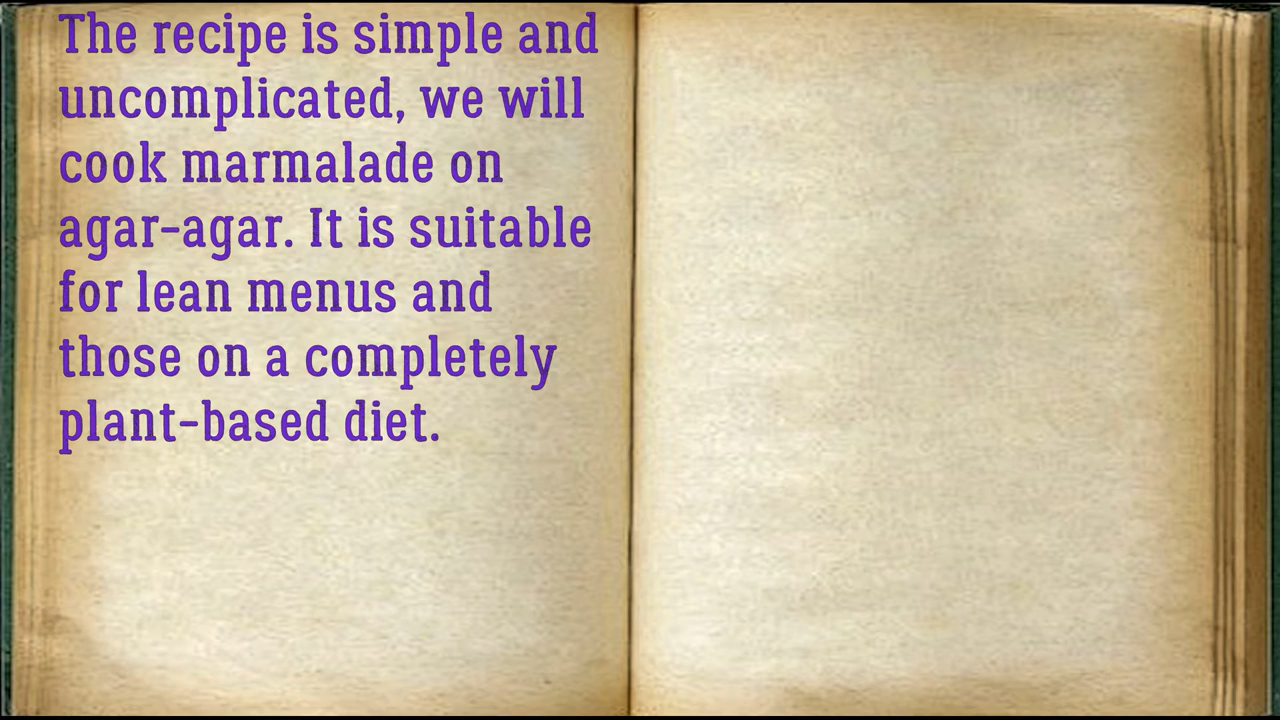 The recipe is simple and
uncomplicated, we will
cook marmalade on
agar-agar. It is suitable
for lean menus and
those on a completely
plant-based diet.